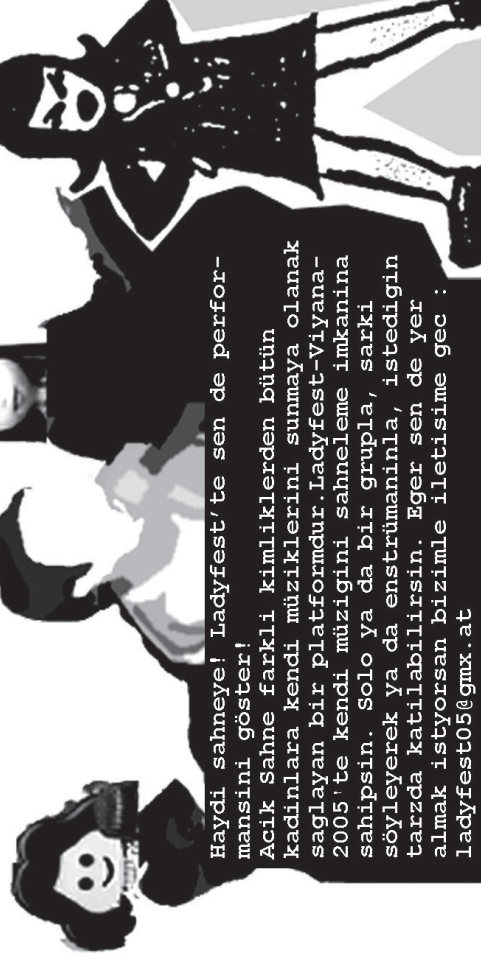 Haydi sahneye! Ladyfest'te sen de perfor-
mansini göster!
Acik Sahne farkli kimliklerden bütün
kadinlara kendi müziklerini sunmaya olanak
saglayan bir platformdur.Ladyfest-Viyana-
2005'te kendi müzigini sahneleme imkanina
sahipsin. Solo ya da bir grupla, sarki
söyleyerek ya da enstrümaninla, istedigin
tarzda katilabilirsin. Eger sen de yer
almak istyorsan bizimle iletisime gec :
ladyfest05@gmx.at